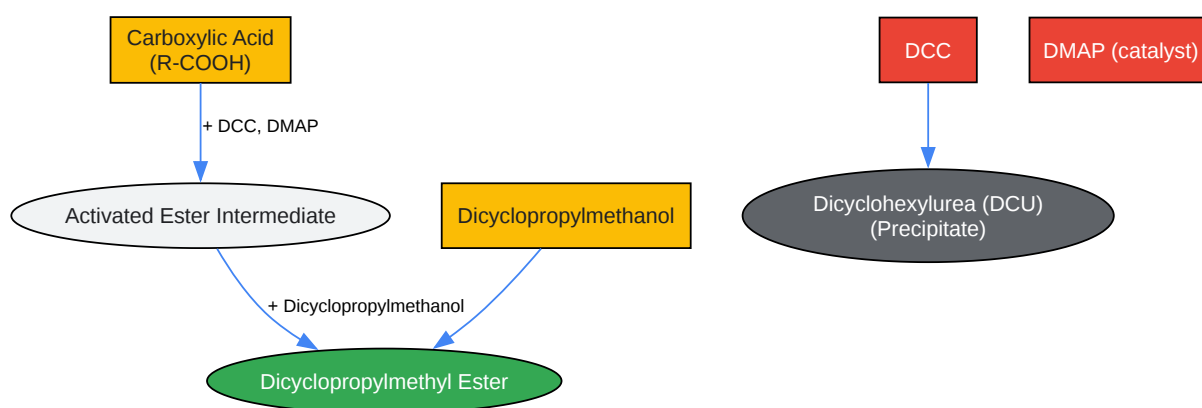 Carboxylic Acid
(R-COOH)
DCC
DMAP (catalyst)
+ DCC, DMAP
Activated Ester Intermediate
Dicyclopropylmethanol
Dicyclohexylurea (DCU)
(Precipitate)
+ Dicyclopropylmethanol
Dicyclopropylmethyl Ester